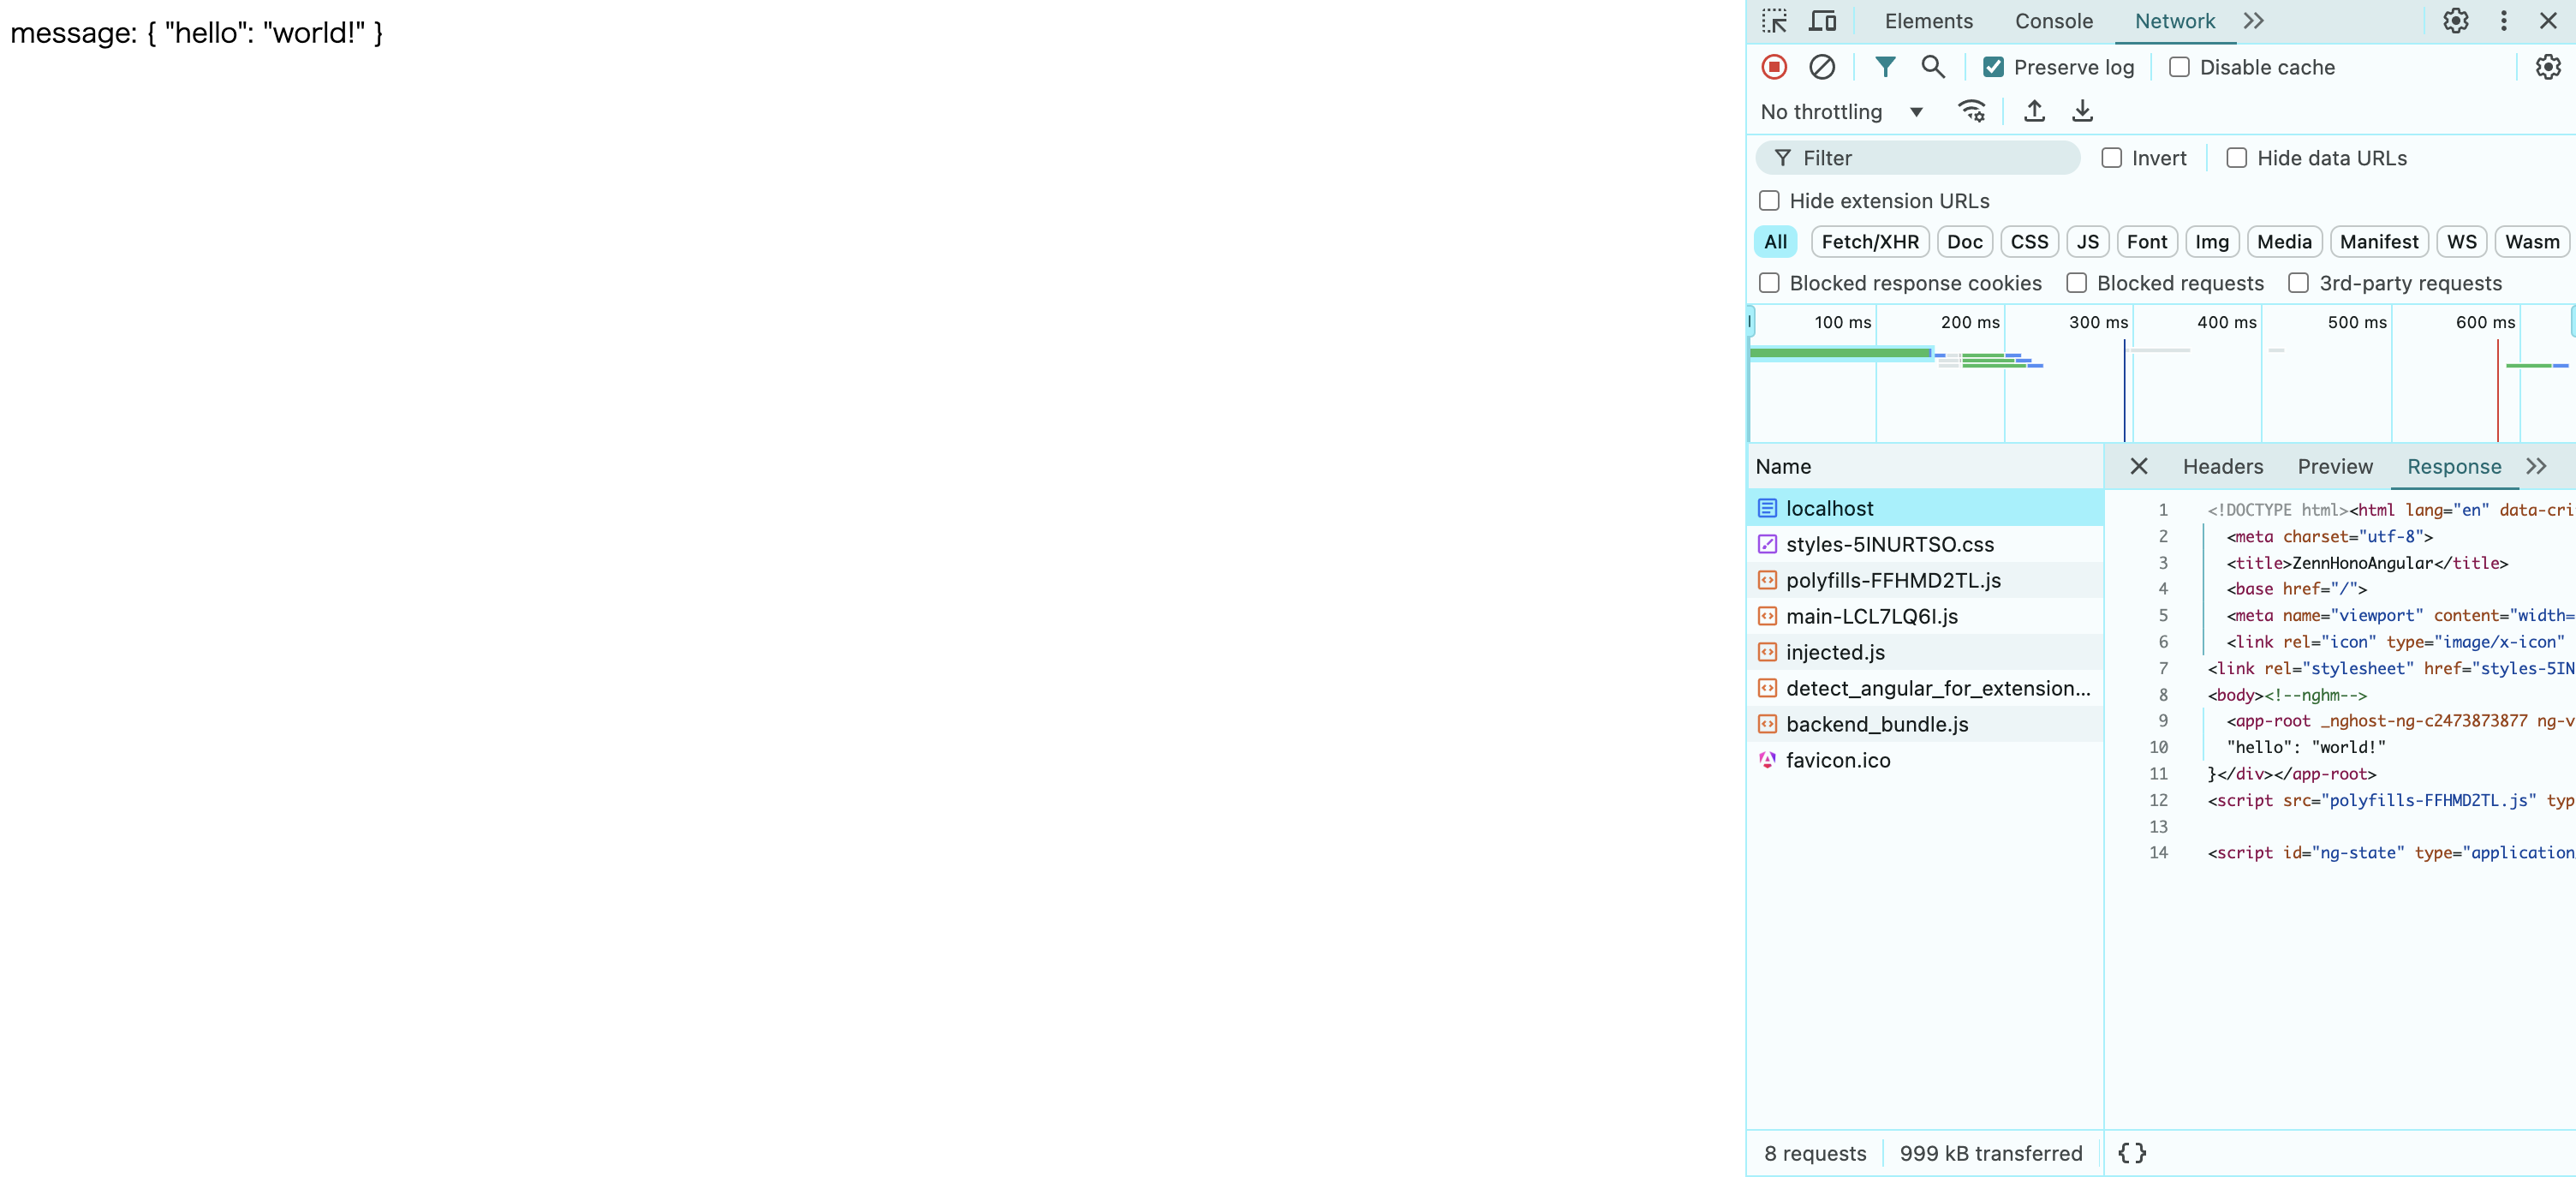 message: { "hello": "world!" }
Elements Console Network
Preserve log Disable cache
No throttling
Filter Invert Hide data URLs
Hide extension URLs
All Fetch/XHR Doc CSS JS Font Img Media Manifest WS Wasm
Blocked response cookies Blocked requests 3rd-party requests
100 ms 200 ms 300 ms 400 ms 500 ms 600 ms
Name
localhost
styles-5INURTSO.css
polyfills-FFHMD2TL.js
main-LCL7LQ6I.js
injected.js
detect_angular_for_extension...
backend_bundle.js
favicon.ico
8 requests 999 kB transferred
Headers Preview Response
1 <!DOCTYPE html><html lang="en" data-cri
2 <meta charset="utf-8">
3 <title>ZennHonoAngular</title>
4 <base href="/">
5 <meta name="viewport" content="width=
6 <link rel="icon" type="image/x-icon"
7 <link rel="stylesheet" href="styles-5IN
8 <body><!--nghm-->
9 <app-root _nghost-ng-c2473873877 ng-v
10 "hello": "world!"
11 }</div></app-root>
12 <script src="polyfills-FFHMD2TL.js" typ
13
14 <script id="ng-state" type="application
{}